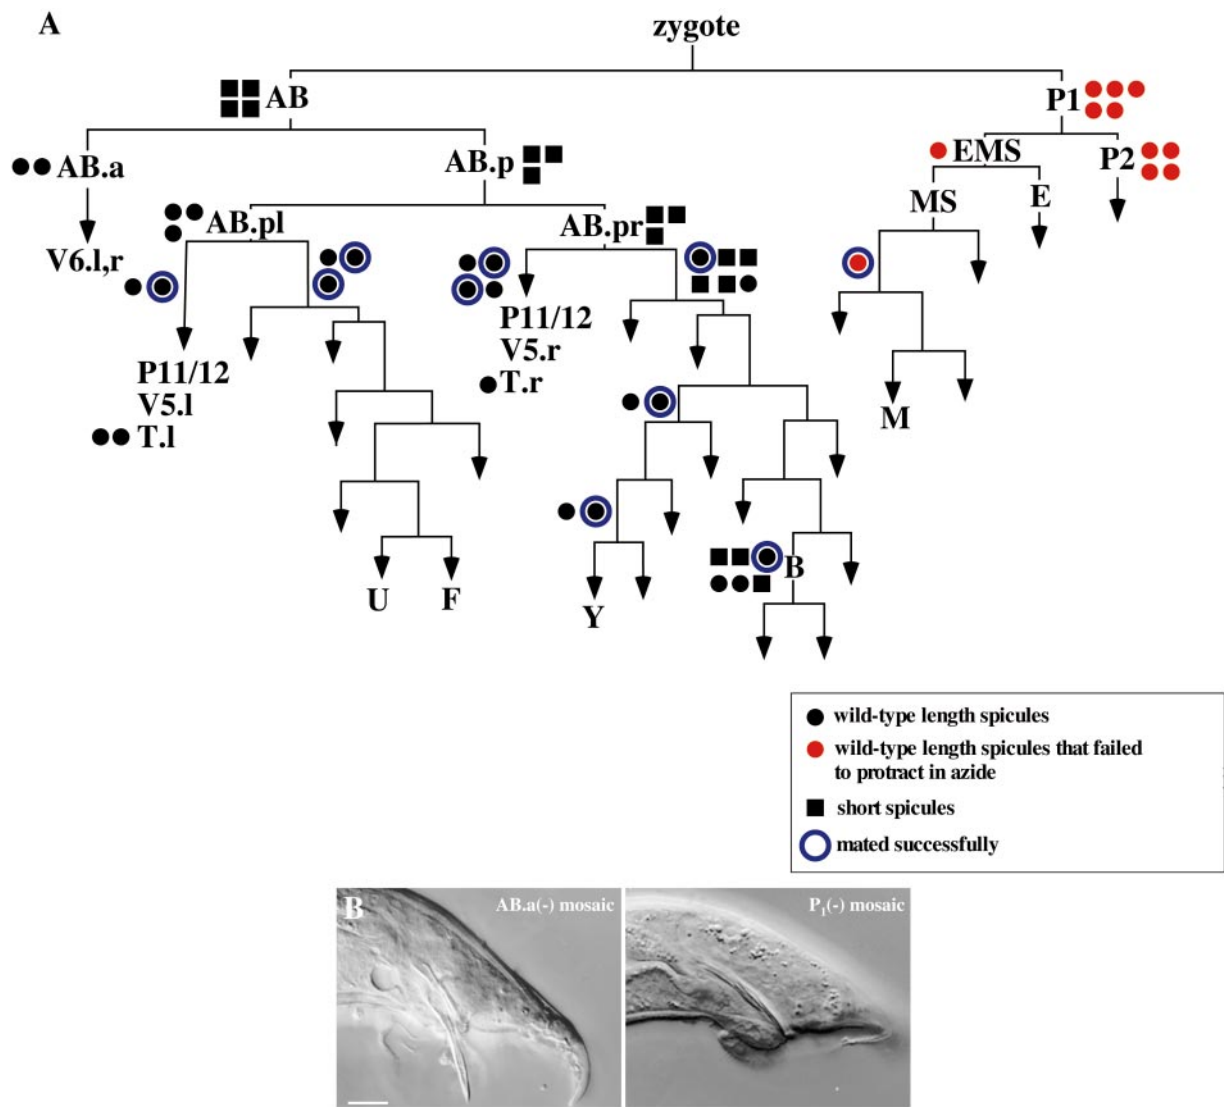 A
zygote
AB
P1
AB.a
AB.p
EMS
P2
MS
E
AB.pl
AB.pr
V6.l,r
P11/12
V5.l
T.l
P11/12
V5.r
T.r
M
U
F
Y
B
wild-type length spicules
wild-type length spicules that failed
to protract in azide
short spicules
mated successfully
B
AB.a(-) mosaic
P1(-) mosaic